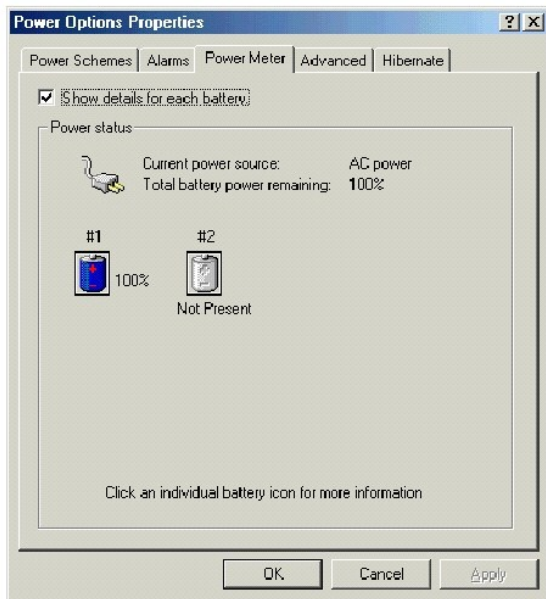 Power Options Properties
Power Schemes Alarms Power Meter Advanced Hibernate
Show details for each battery.
Power status
Current power source: AC power
Total battery power remaining: 100%
#1 #2
100%
Not Present
Click an individual battery icon for more information
OK Cancel Apply